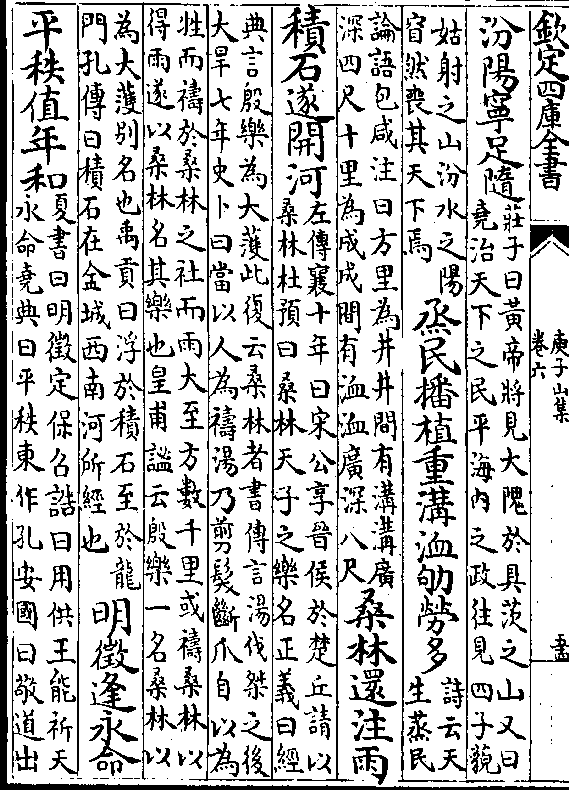 欽定四庫全書
庾子山集
卷六
汾陽寧足隨
莊子曰黃帝將見大隗於具茨之山又曰
堯治天下之民平海內之政往見四子藐
姑射之山汾水之陽
窅然喪其天下焉
烝民播植重溝洫劬勞多
詩云天
生蒸民
論語包咸注曰方里為井井間有溝溝廣
深四尺十里為成成間有洫洫廣深八尺
桑林還注雨
積石遂開河
左傳襄十年曰宋公享晉侯於楚丘請以
桑林杜預曰桑林天子之樂名正義曰經
典言殷樂為大濩此復云桑林者書傳言湯伐桀之後
大旱七年史卜曰當以人為禱湯乃剪髮斷爪自以為
牲而禱於桑林之社而雨大至方數千里或禱桑林以
得雨遂以桑林名其樂也皇甫謐云殷樂一名桑林以
為大濩別名也禹貢曰浮於積石至於龍
門孔傳曰積石在金城西南河所經也
明徵逢永命
平秩值年和
夏書曰明徵定保召誥曰用供王能祈天
永命堯典曰平秩東作孔安國曰敬道出